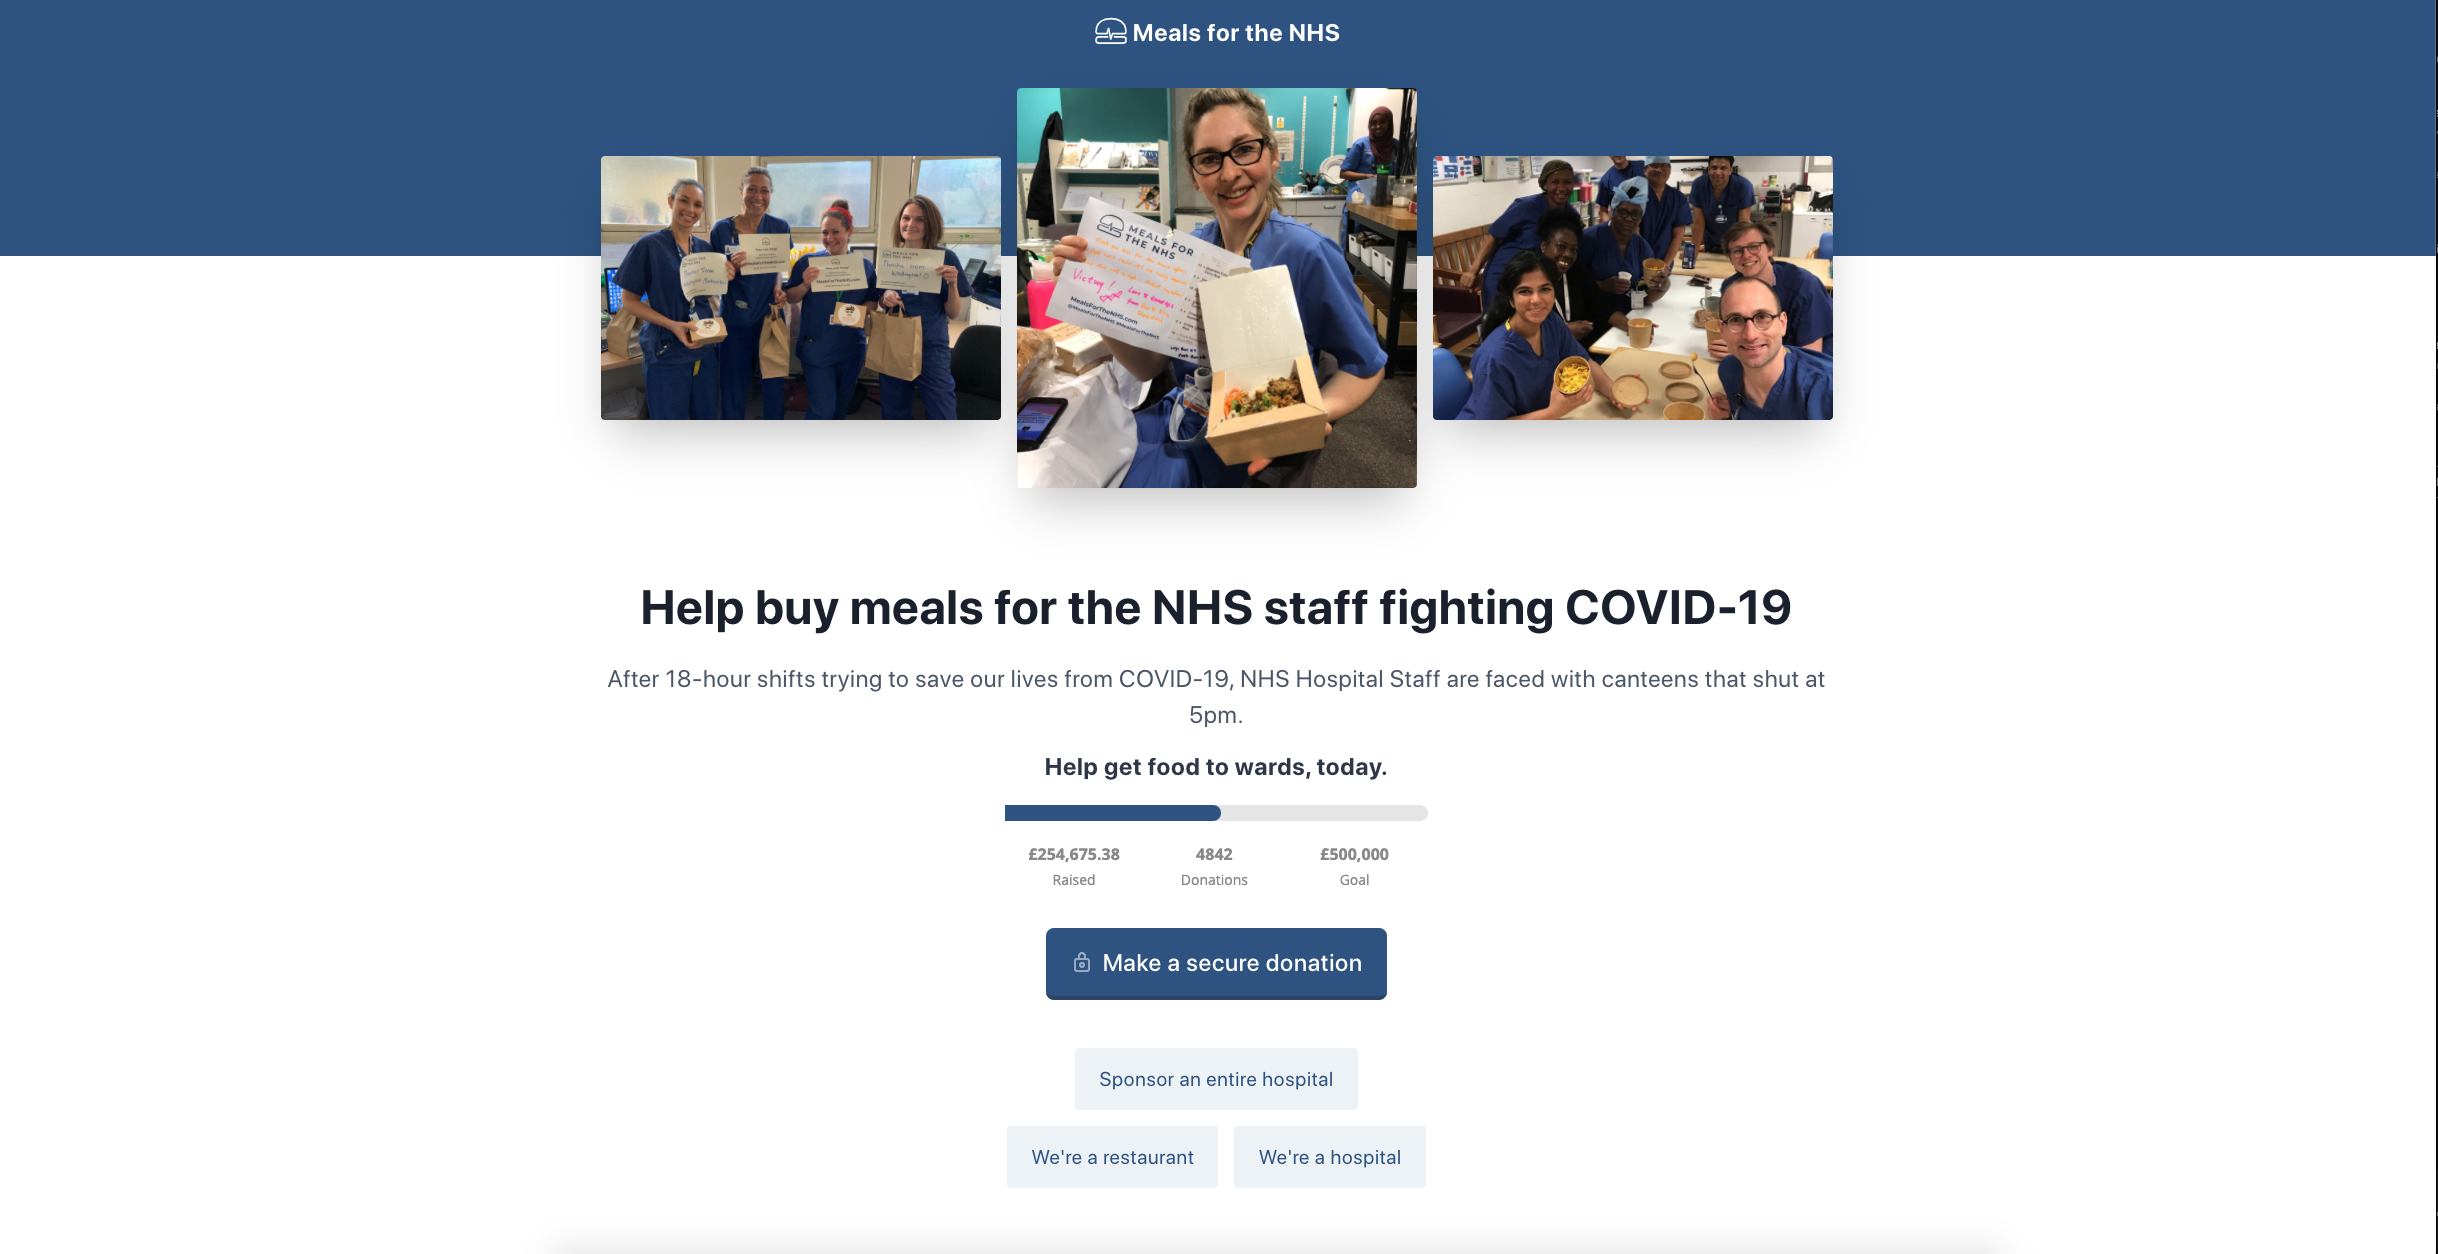 Meals for the NHS
MEALS FOR
THE NHS
Victory!
MealsForTheNHS.com
Help buy meals for the NHS staff fighting COVID-19
After 18-hour shifts trying to save our lives from COVID-19, NHS Hospital Staff are faced with canteens that shut at
5pm.
Help get food to wards, today.
£254,675.38 4842 £500,000
Raised Donations Goal
Make a secure donation
Sponsor an entire hospital
We're a restaurant We're a hospital